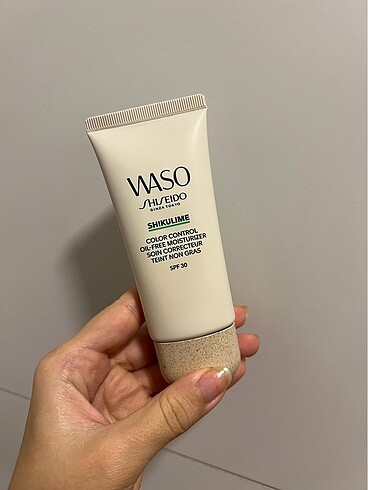 WASO
SHISEIDO
GINZA TOKYO
SHIKULIME
COLOR CONTROL
OIL-FREE MOISTURIZER
SOIN CORRECTEUR
TEINT NON GRAS
SPF 30